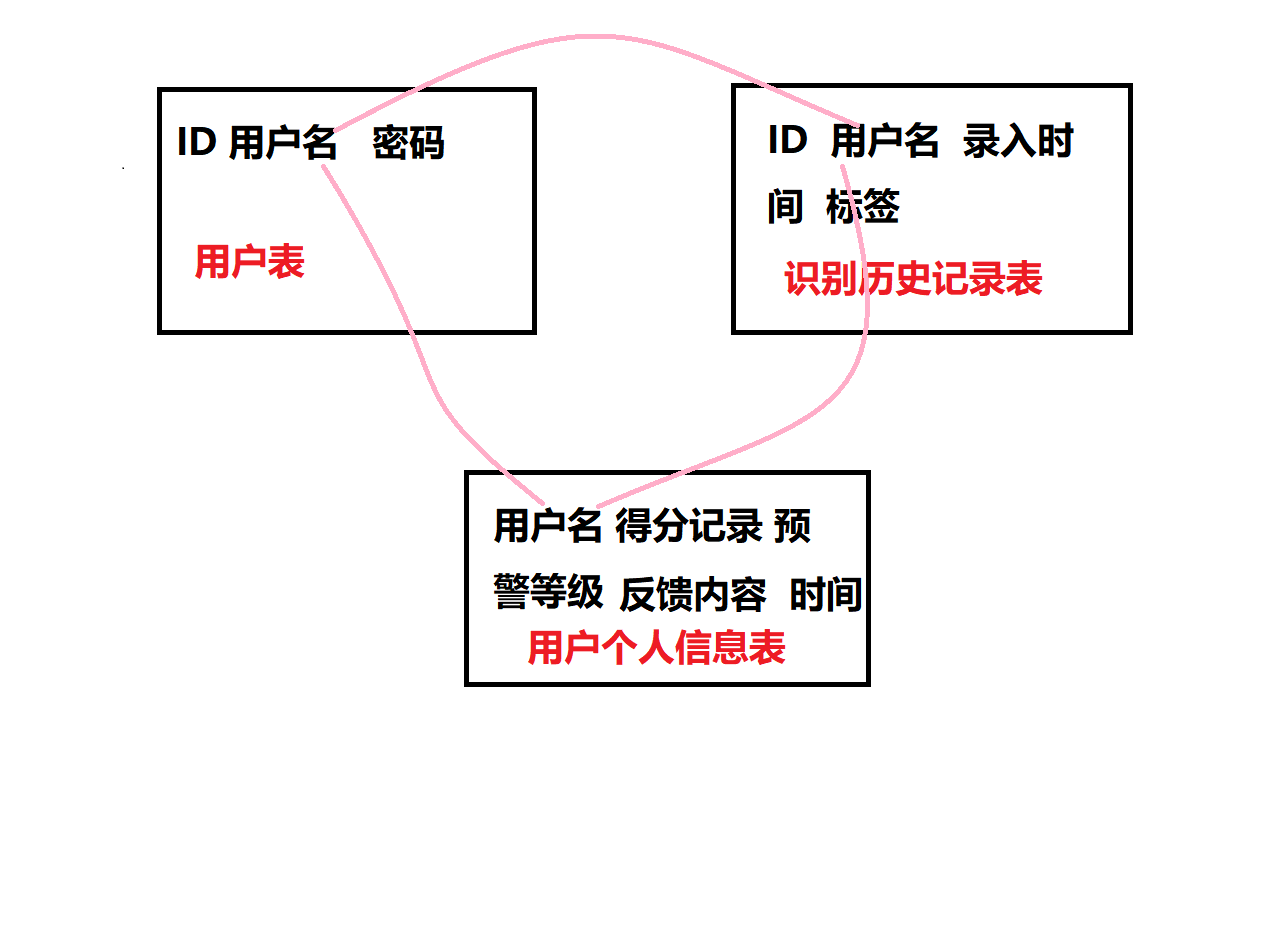 ID 用户名 密码
用户表
ID 用户名 录入时
间 标签
识别历史记录表
用户名 得分记录 预
警等级 反馈内容 时间
用户个人信息表